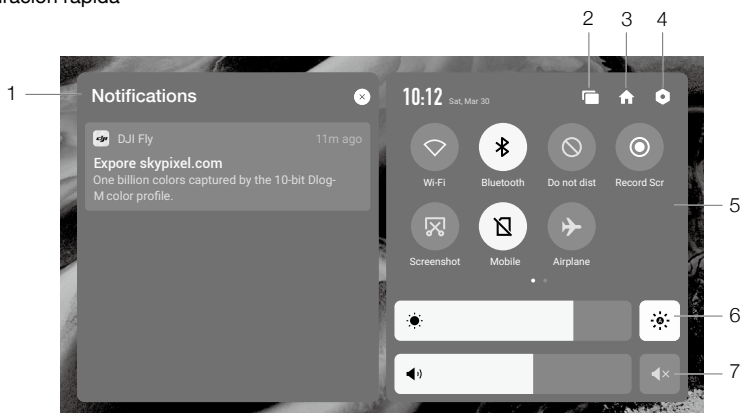 ración rápida
2 3 4
1
Notifications
10:12 Sat, Mar 30
DJI Fly 11m ago
Expore skypixel.com
One billion colors captured by the 10-bit Dlog-
M color profile.
Wi-Fi Bluetooth Do not dist Record Scr
5
Screenshot Mobile Airplane
6
7